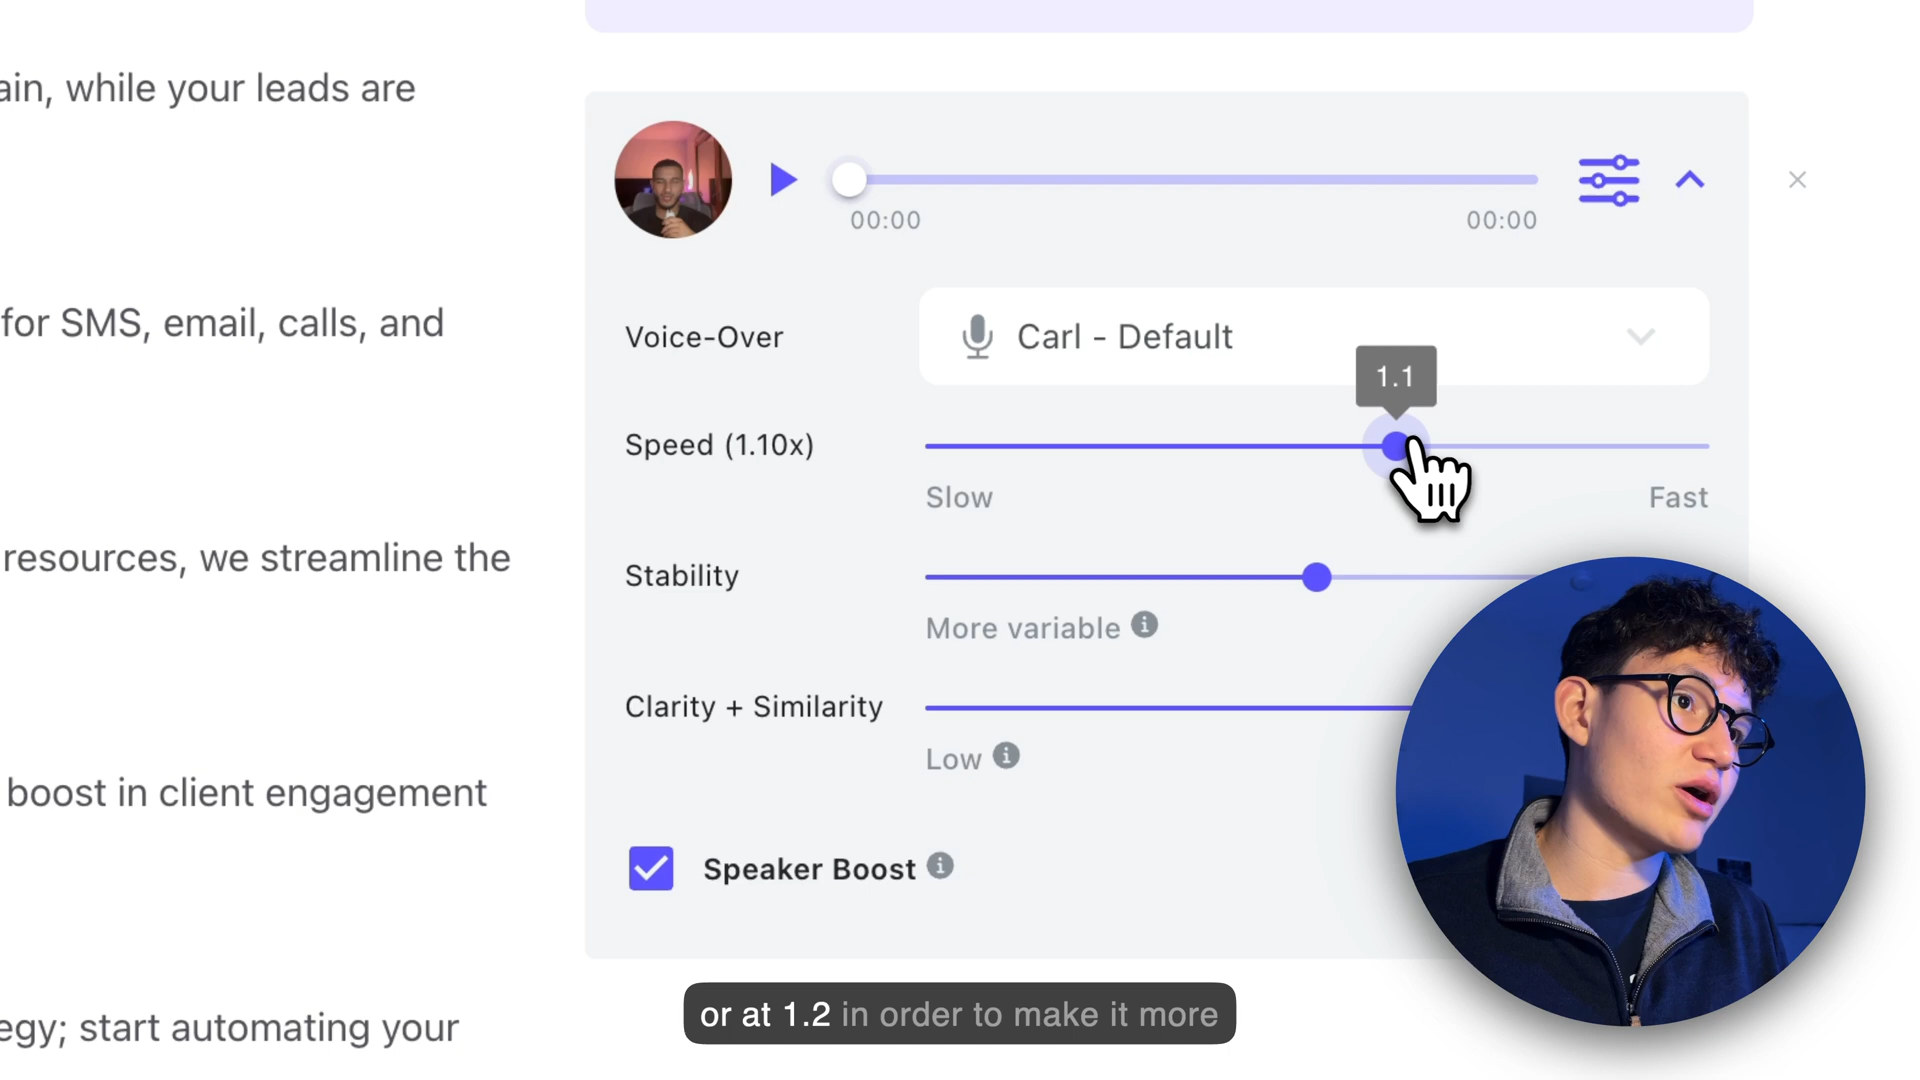 ain, while your leads are
for SMS, email, calls, and
resources, we streamline the
boost in client engagement
egy; start automating your
00:00
00:00
Voice-Over
Carl - Default
1.1
Speed (1.10x)
Slow
Fast
Stability
More variable
Clarity + Similarity
Low
Speaker Boost
or at 1.2 in order to make it more